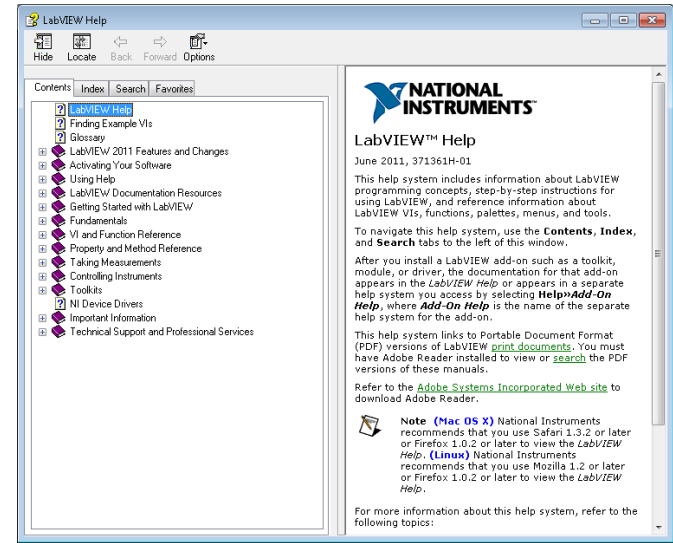 LabVIEW Help
Hide Locate Back Forward Options
Contents Index Search Favorites
LabVIEW Help
Finding Example VIs
Glossary
LabVIEW 2011 Features and Changes
Activating Your Software
Using Help
LabVIEW Documentation Resources
Getting Started with LabVIEW
Fundamentals
VI and Function Reference
Property and Method Reference
Taking Measurements
Controlling Instruments
Toolkits
NI Device Drivers
Important Information
Technical Support and Professional Services
NATIONAL
INSTRUMENTS™
LabVIEW™ Help
June 2011, 371361H-01
This help system includes information about LabVIEW
programming concepts, step-by-step instructions for
using LabVIEW, and reference information about
LabVIEW VIs, functions, palettes, menus, and tools.
To navigate this help system, use the Contents, Index,
and Search tabs to the left of this window.
After you install a LabVIEW add-on such as a toolkit,
module, or driver, the documentation for that add-on
appears in the LabVIEW Help or appears in a separate
help system you access by selecting Help»Add-On
Help, where Add-On Help is the name of the separate
help system for the add-on.
This help system links to Portable Document Format
(PDF) versions of LabVIEW print documents. You must
have Adobe Reader installed to view or search the PDF
versions of these manuals.
Refer to the Adobe Systems Incorporated Web site to
download Adobe Reader.
Note (Mac OS X) National Instruments
recommends that you use Safari 1.3.2 or later
or Firefox 1.0.2 or later to view the LabVIEW
Help. (Linux) National Instruments
recommends that you use Mozilla 1.2 or later
or Firefox 1.0.2 or later to view the LabVIEW
Help.
For more information about this help system, refer to the
following topics: